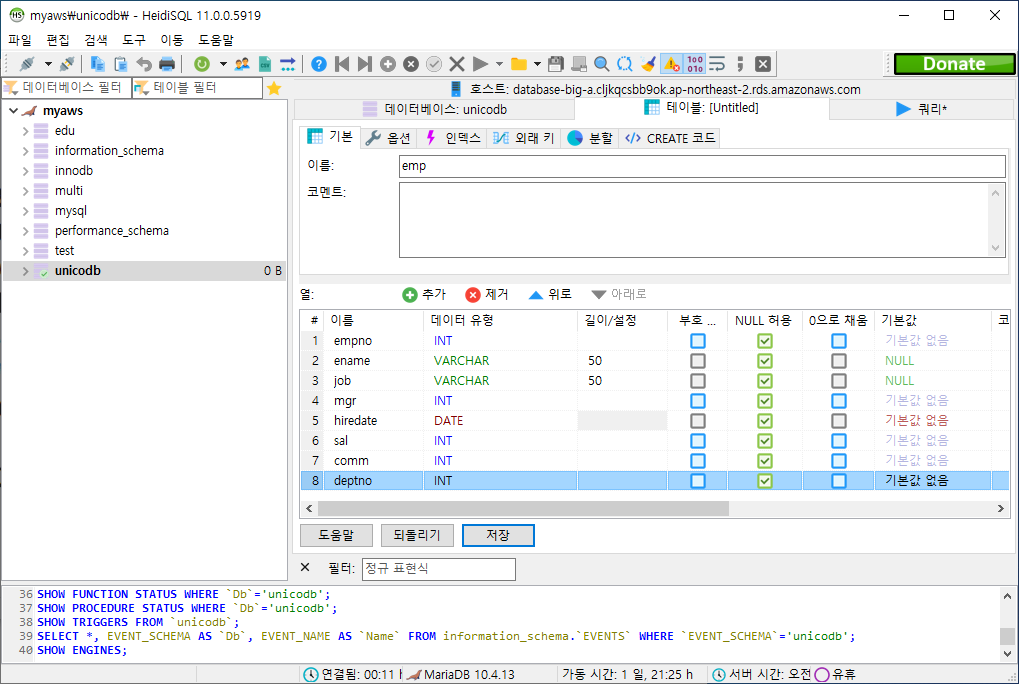 myaws\unicodb\ - HeidiSQL 11.0.0.5919
파일 편집 검색 도구 이동 도움말
Donate
데이터베이스 필터 테이블 필터
호스트: database-big-a.cljkqcsbb9ok.ap-northeast-2.rds.amazonaws.com
데이터베이스: unicodb 테이블: [Untitled] 쿼리*
myaws
edu
information_schema
innodb
multi
mysql
performance_schema
test
unicodb 0 B
기본 옵션 인덱스 외래 키 분할 CREATE 코드
이름: emp
코멘트:
열: 추가 제거 위로 아래로
# 이름 데이터 유형 길이/설정 부호 ... NULL 허용 0으로 채움 기본값 코
1 empno INT 기본값 없음
2 ename VARCHAR 50 NULL
3 job VARCHAR 50 NULL
4 mgr INT 기본값 없음
5 hiredate DATE 기본값 없음
6 sal INT 기본값 없음
7 comm INT 기본값 없음
8 deptno INT 기본값 없음
도움말 되돌리기 저장
필터: 정규 표현식
36 SHOW FUNCTION STATUS WHERE `Db`='unicodb';
37 SHOW PROCEDURE STATUS WHERE `Db`='unicodb';
38 SHOW TRIGGERS FROM `unicodb`;
39 SELECT *, EVENT_SCHEMA AS `Db`, EVENT_NAME AS `Name` FROM information_schema.`EVENTS` WHERE `EVENT_SCHEMA`='unicodb';
40 SHOW ENGINES;
연결됨: 00:11 h MariaDB 10.4.13 가동 시간: 1 일, 21:25 h 서버 시간: 오전 유휴